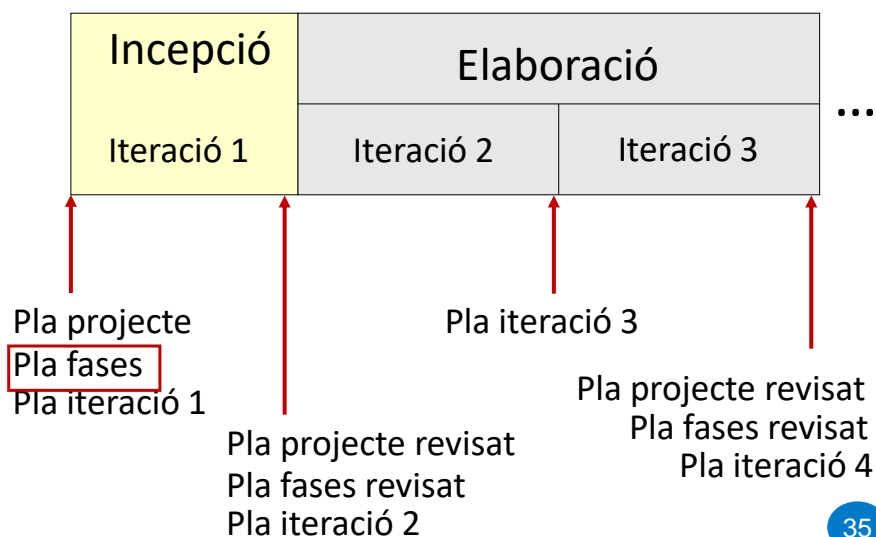 Incepció
Elaboració
Iteració 1
Iteració 2
Iteració 3
...
Pla projecte
Pla fases
Pla iteració 1
Pla projecte revisat
Pla fases revisat
Pla iteració 2
Pla iteració 3
Pla projecte revisat
Pla fases revisat
Pla iteració 4
35